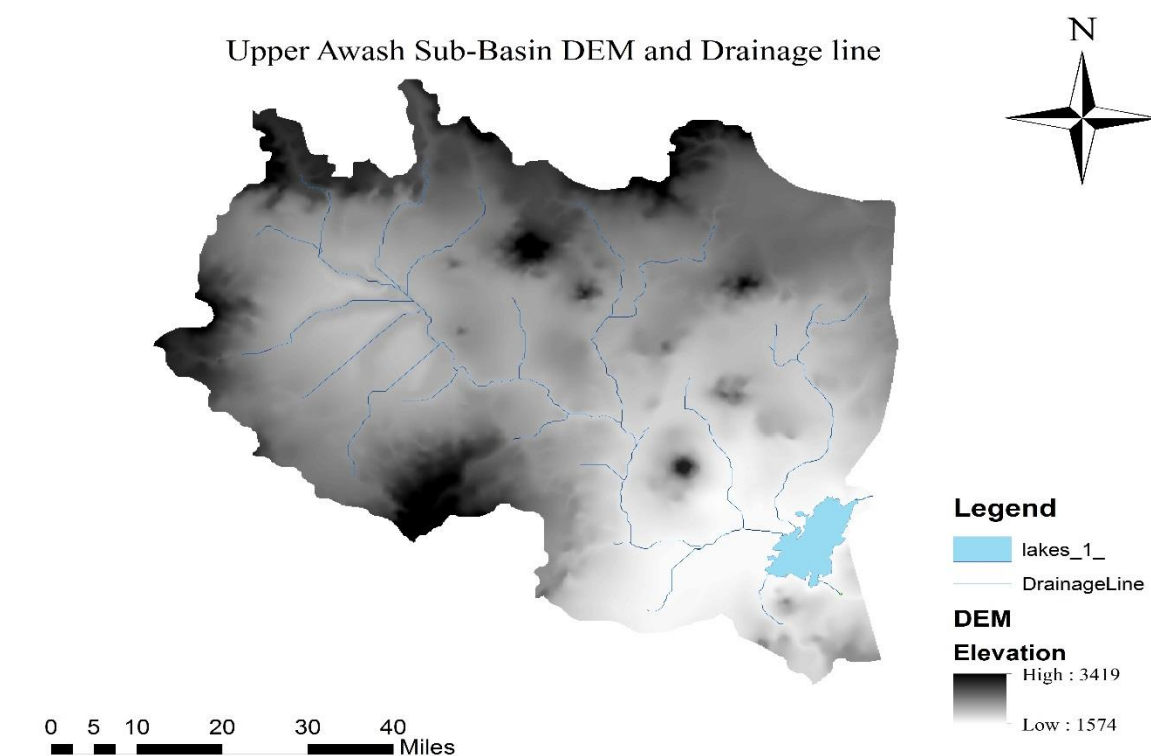 Upper Awash Sub-Basin DEM and Drainage line
N
Legend
lakes_1_
DrainageLine
DEM
Elevation
High : 3419
Low : 1574
0 5 10 20 30 40
Miles